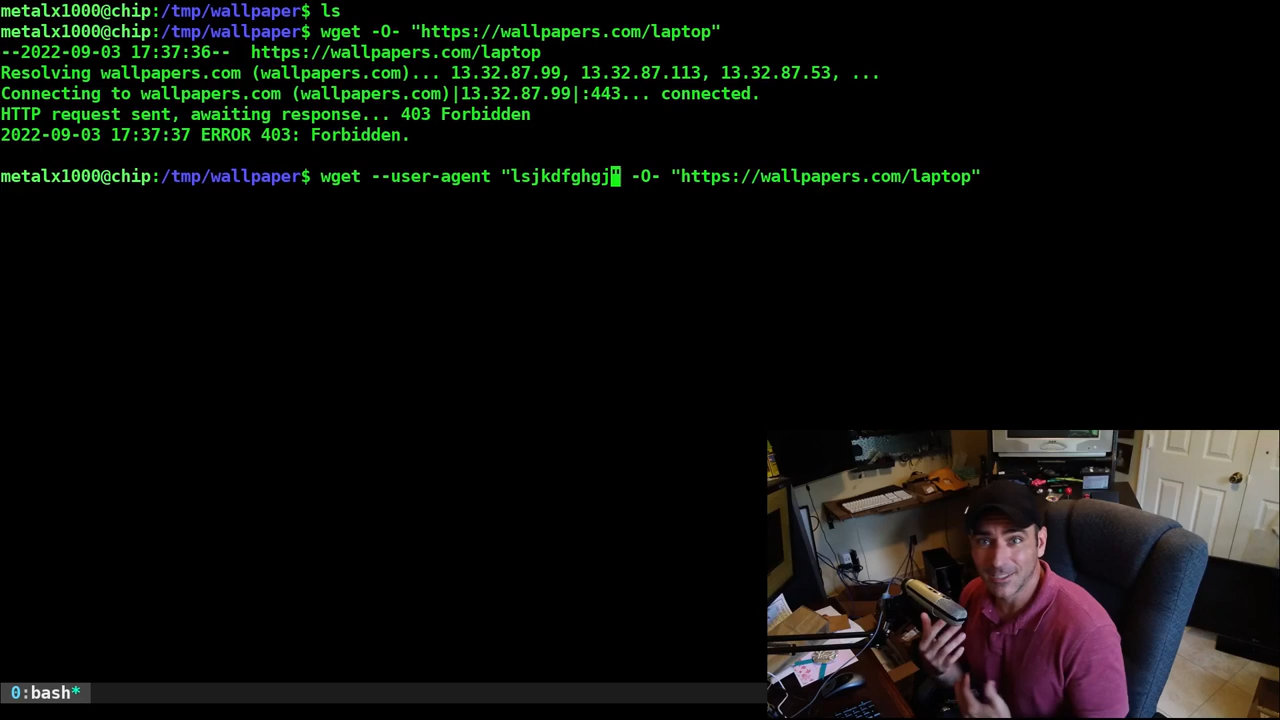 metalx1000@chip:/tmp/wallpaper$ ls
metalx1000@chip:/tmp/wallpaper$ wget -O- "https://wallpapers.com/laptop"
--2022-09-03 17:37:36--  https://wallpapers.com/laptop
Resolving wallpapers.com (wallpapers.com)... 13.32.87.99, 13.32.87.113, 13.32.87.53, ...
Connecting to wallpapers.com (wallpapers.com)|13.32.87.99|:443... connected.
HTTP request sent, awaiting response... 403 Forbidden
2022-09-03 17:37:37 ERROR 403: Forbidden.
metalx1000@chip:/tmp/wallpaper$ wget --user-agent "lsjkdfghgj" -O- "https://wallpapers.com/laptop"
0:bash*